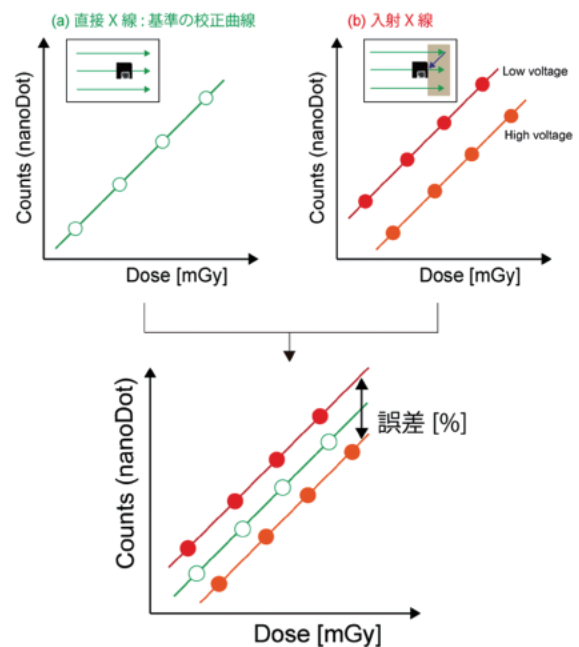 (a) 直接 X 線 : 基準の校正曲線
(b) 入射 X 線
Counts (nanoDot)
Dose [mGy]
Low voltage
High voltage
Counts (nanoDot)
Dose [mGy]
誤差 [%]
Counts (nanoDot)
Dose [mGy]